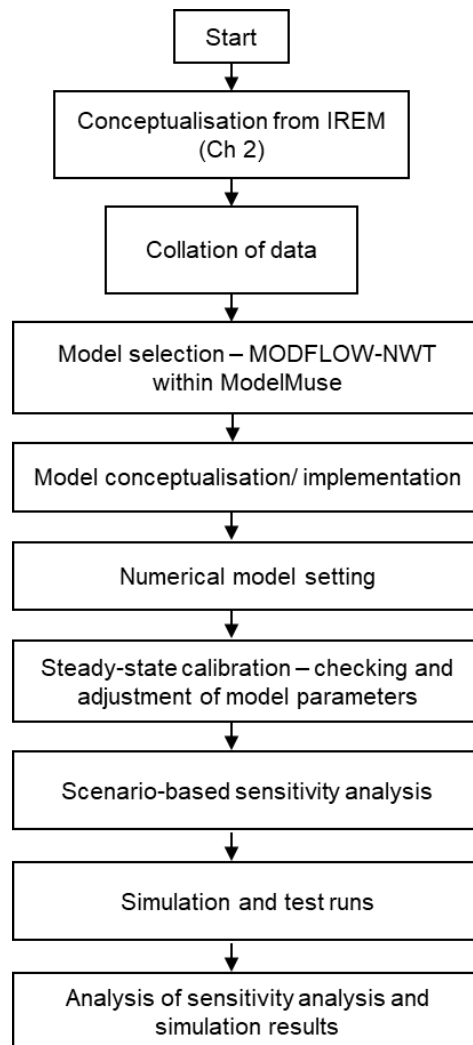 Start
Conceptualisation from IREM
(Ch 2)
Collation of data
Model selection – MODFLOW-NWT
within ModelMuse
Model conceptualisation/ implementation
Numerical model setting
Steady-state calibration – checking and
adjustment of model parameters
Scenario-based sensitivity analysis
Simulation and test runs
Analysis of sensitivity analysis and
simulation results